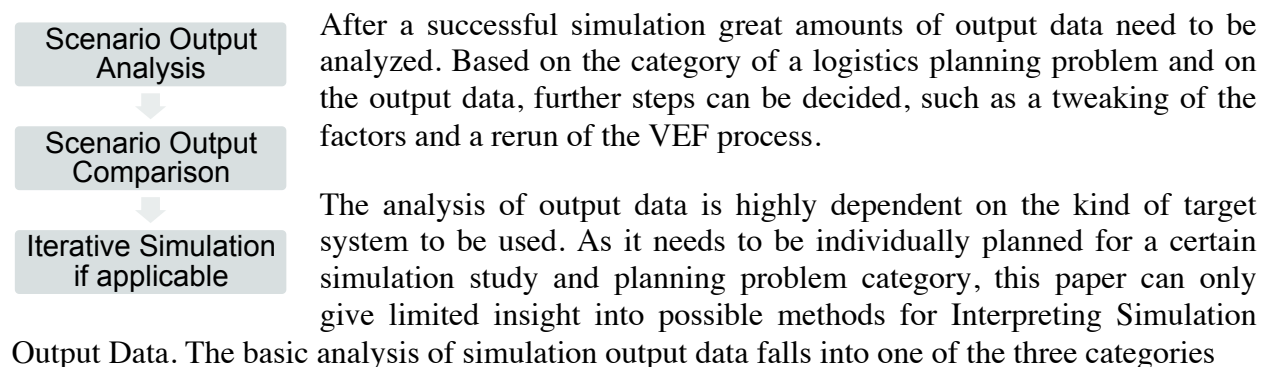 Scenario Output
Analysis
Scenario Output
Comparison
Iterative Simulation
if applicable
After a successful simulation great amounts of output data need to be
analyzed. Based on the category of a logistics planning problem and on
the output data, further steps can be decided, such as a tweaking of the
factors and a rerun of the VEF process.
The analysis of output data is highly dependent on the kind of target
system to be used. As it needs to be individually planned for a certain
simulation study and planning problem category, this paper can only
give limited insight into possible methods for Interpreting Simulation
Output Data. The basic analysis of simulation output data falls into one of the three categories